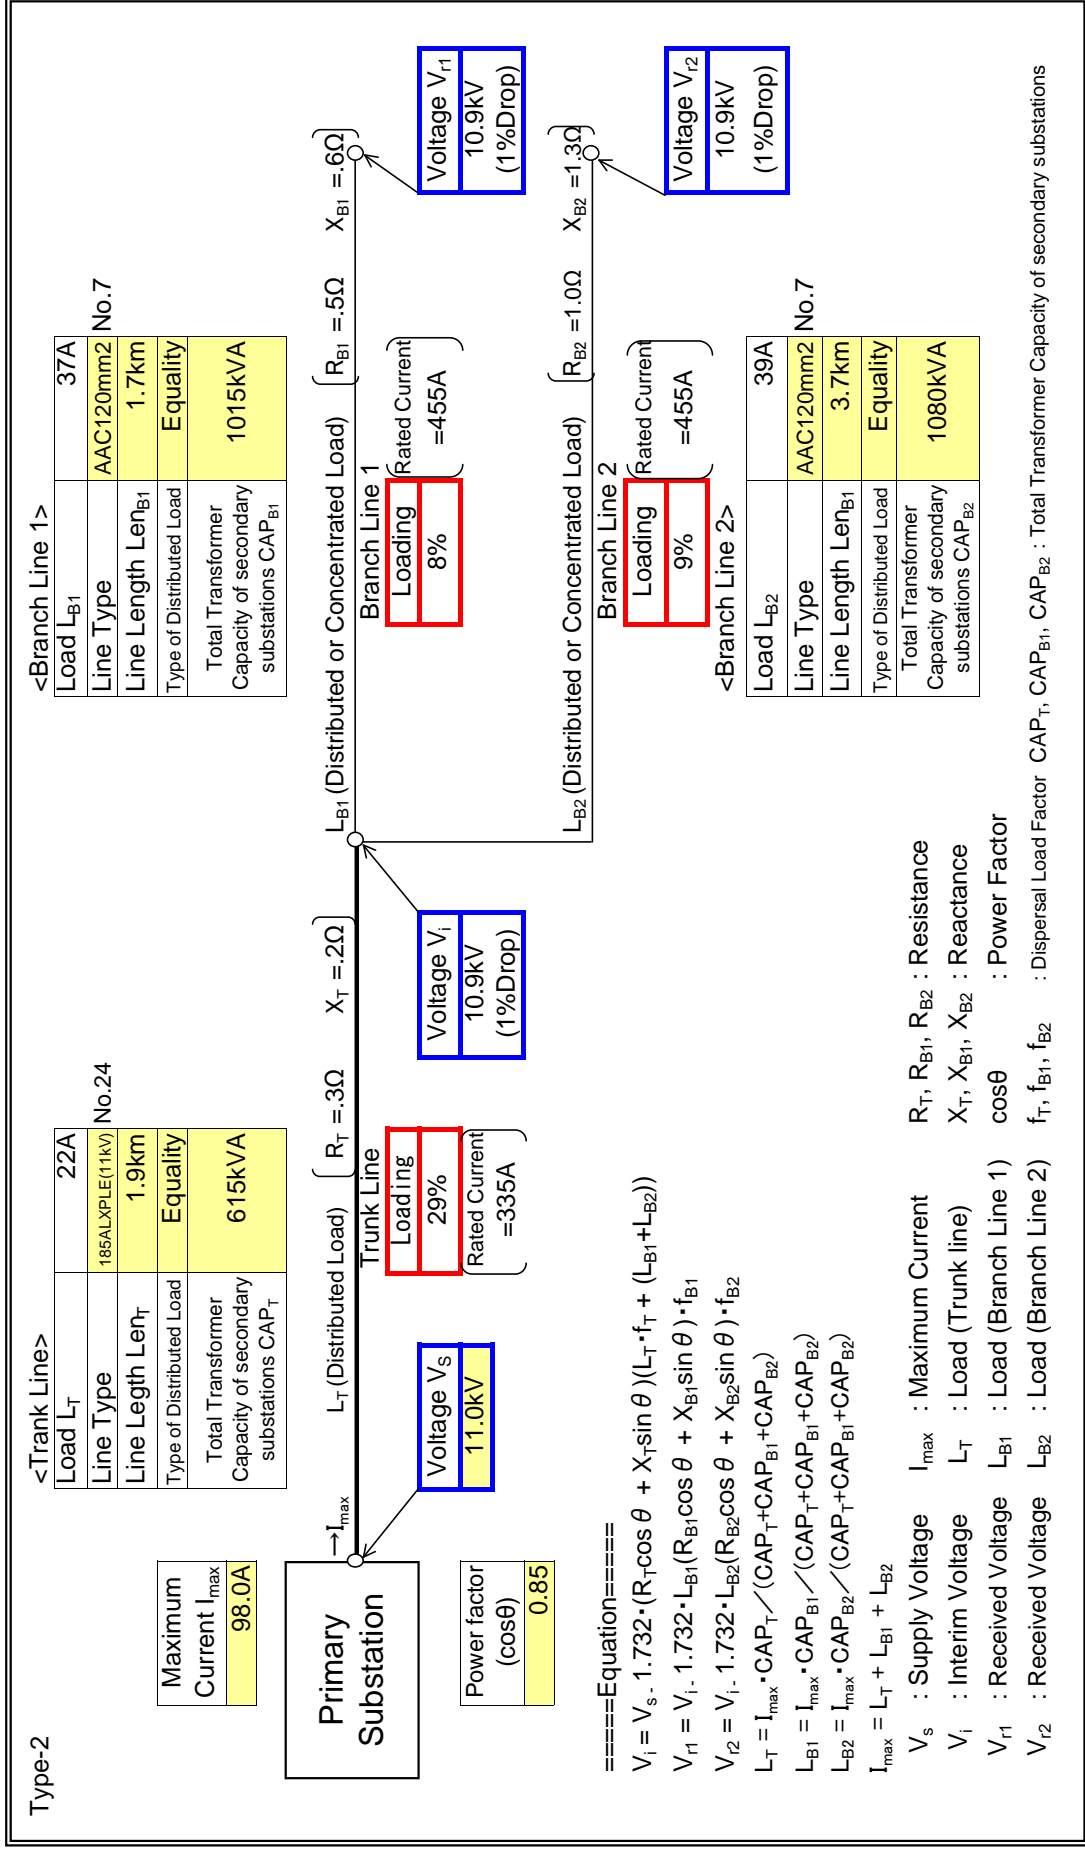 Type-2
<Trank Line>
Load LT 22A
Line Type 185ALXPLE(11kV) No.24
Line Legth LenT 1.9km
Type of Distributed Load Equality
Total Transformer
Capacity of secondary
substations CAPT
615kVA
<Branch Line 1>
Load LB1 37A
Line Type AAC120mm2 No.7
Line Length LenB1 1.7km
Type of Distributed Load Equality
Total Transformer
Capacity of secondary
substations CAPB1
1015kVA
Maximum
Current Imax
98.0A
Primary
Substation
→Imax
LT (Distributed Load)
RT =.3Ω XT =.2Ω
LB1 (Distributed or Concentrated Load)
RB1 =.5Ω XB1 =.6Ω
Trunk Line
Loading
29%
Rated Current
=335A
Branch Line 1
Loading
8%
Rated Current
=455A
Voltage VS
11.0kV
Voltage Vi
10.9kV
(1%Drop)
Voltage Vr1
10.9kV
(1%Drop)
Power factor
(cosθ)
0.85
LB2 (Distributed or Concentrated Load)
RB2 =1.0Ω XB2 =1.3Ω
Branch Line 2
Loading
9%
Rated Current
=455A
Voltage Vr2
10.9kV
(1%Drop)
<Branch Line 2>
Load LB2 39A
Line Type AAC120mm2 No.7
Line Length LenB1 3.7km
Type of Distributed Load Equality
Total Transformer
Capacity of secondary
substations CAPB2
1080kVA
=====Equation=====
Vi = Vs - 1.732・(RTcos θ + XTsin θ)(LT・fT + (LB1+LB2))
Vr1 = Vi - 1.732・LB1(RB1cos θ + XB1sin θ)・fB1
Vr2 = Vi - 1.732・LB2(RB2cos θ + XB2sin θ)・fB2
LT = Imax・CAPT／(CAPT+CAPB1+CAPB2)
LB1 = Imax・CAPB1／(CAPT+CAPB1+CAPB2)
LB2 = Imax・CAPB2／(CAPT+CAPB1+CAPB2)
Imax = LT + LB1 + LB2
Vs : Supply Voltage Imax : Maximum Current RT, RB1, RB2 : Resistance
Vi : Interim Voltage LT : Load (Trunk line) XT, XB1, XB2 : Reactance
Vr1 : Received Voltage LB1 : Load (Branch Line 1) cosθ : Power Factor
Vr2 : Received Voltage LB2 : Load (Branch Line 2) fT, fB1, fB2 : Dispersal Load Factor CAPT, CAPB1, CAPB2 : Total Transformer Capacity of secondary substations